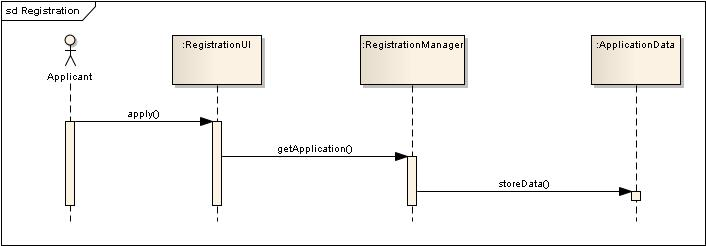 sd Registration
:RegistrationUI
:RegistrationManager
:ApplicationData
Applicant
apply()
getApplication()
storeData()